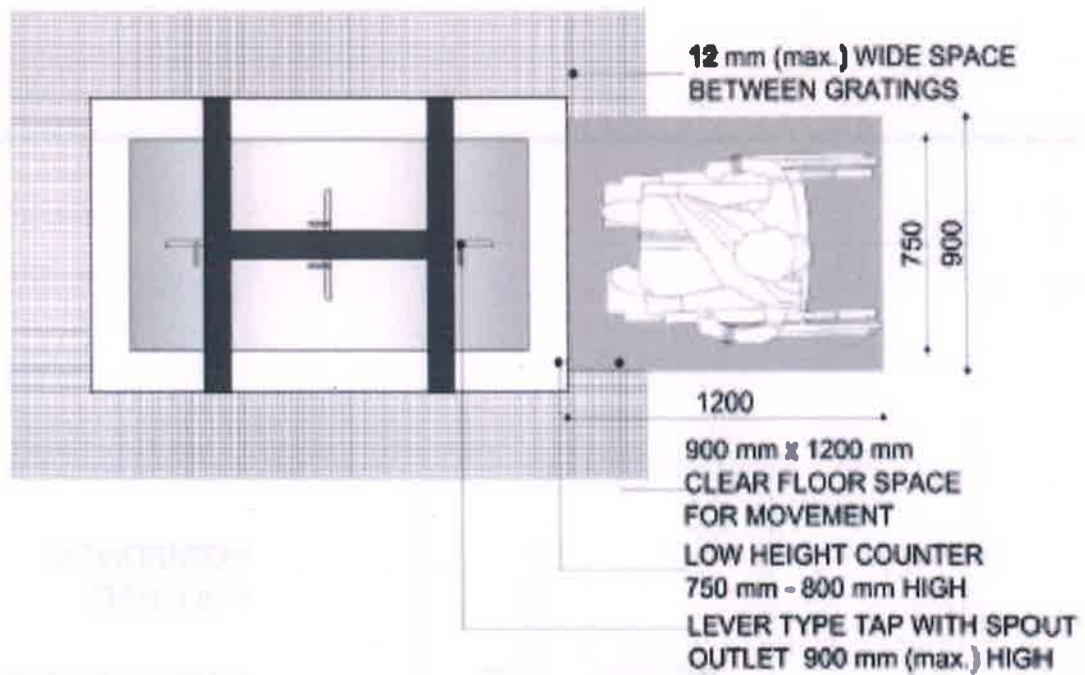 12 mm (max.) WIDE SPACE
BETWEEN GRATINGS
750
900
1200
900 mm x 1200 mm
CLEAR FLOOR SPACE
FOR MOVEMENT
LOW HEIGHT COUNTER
750 mm - 800 mm HIGH
LEVER TYPE TAP WITH SPOUT
OUTLET 900 mm (max.) HIGH